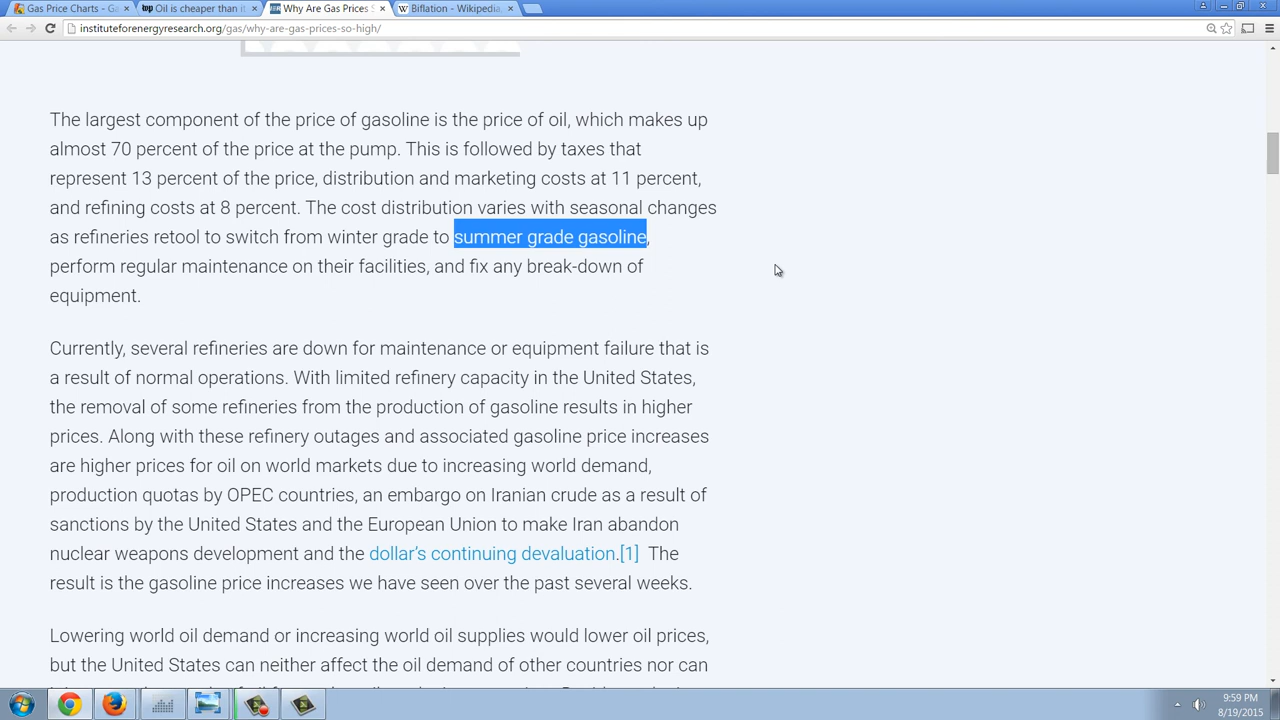 Gas Price Charts - Ga
Oil is cheaper than it
Why Are Gas Prices S
Biflation - Wikipedia,
instituteforenergyresearch.org/gas/why-are-gas-prices-so-high/
The largest component of the price of gasoline is the price of oil, which makes up
almost 70 percent of the price at the pump. This is followed by taxes that
represent 13 percent of the price, distribution and marketing costs at 11 percent,
and refining costs at 8 percent. The cost distribution varies with seasonal changes
as refineries retool to switch from winter grade to summer grade gasoline,
perform regular maintenance on their facilities, and fix any break-down of
equipment.
Currently, several refineries are down for maintenance or equipment failure that is
a result of normal operations. With limited refinery capacity in the United States,
the removal of some refineries from the production of gasoline results in higher
prices. Along with these refinery outages and associated gasoline price increases
are higher prices for oil on world markets due to increasing world demand,
production quotas by OPEC countries, an embargo on Iranian crude as a result of
sanctions by the United States and the European Union to make Iran abandon
nuclear weapons development and the dollar’s continuing devaluation.[1] The
result is the gasoline price increases we have seen over the past several weeks.
Lowering world oil demand or increasing world oil supplies would lower oil prices,
but the United States can neither affect the oil demand of other countries nor can
9:59 PM
8/19/2015